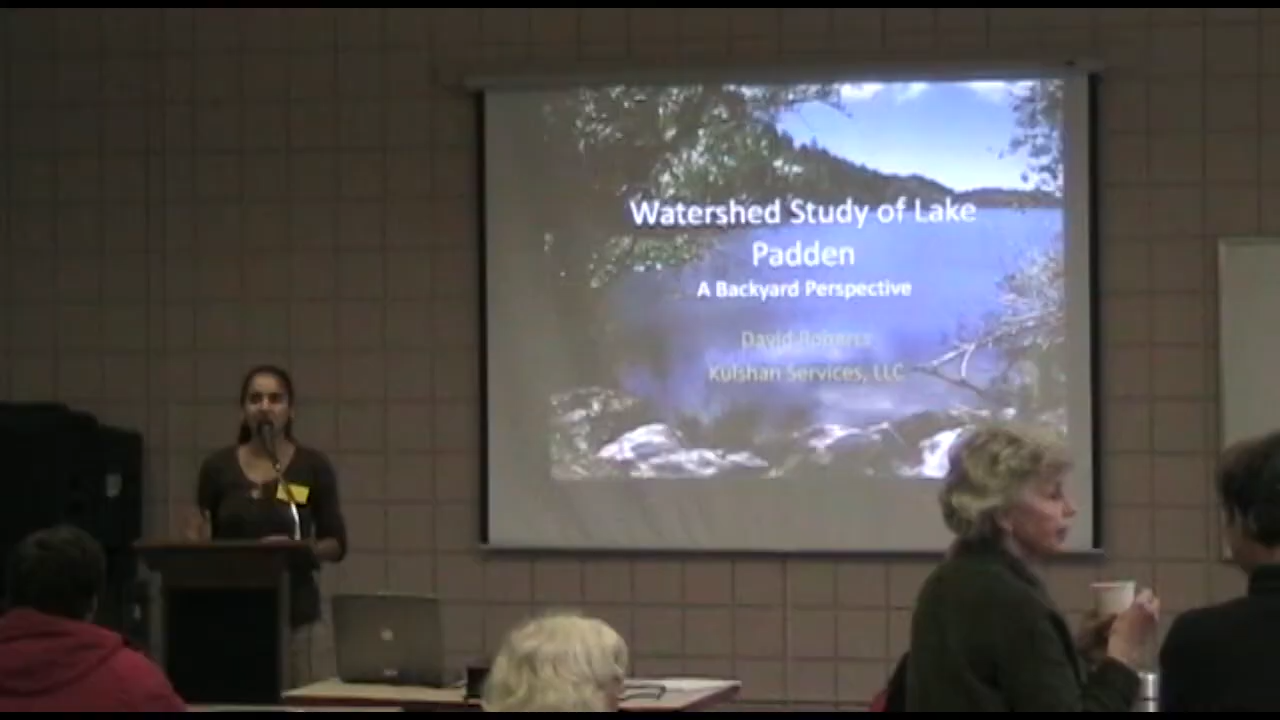 Watershed Study of Lake
Padden
A Backyard Perspective
David Roberts
Kulshan Services, LLC